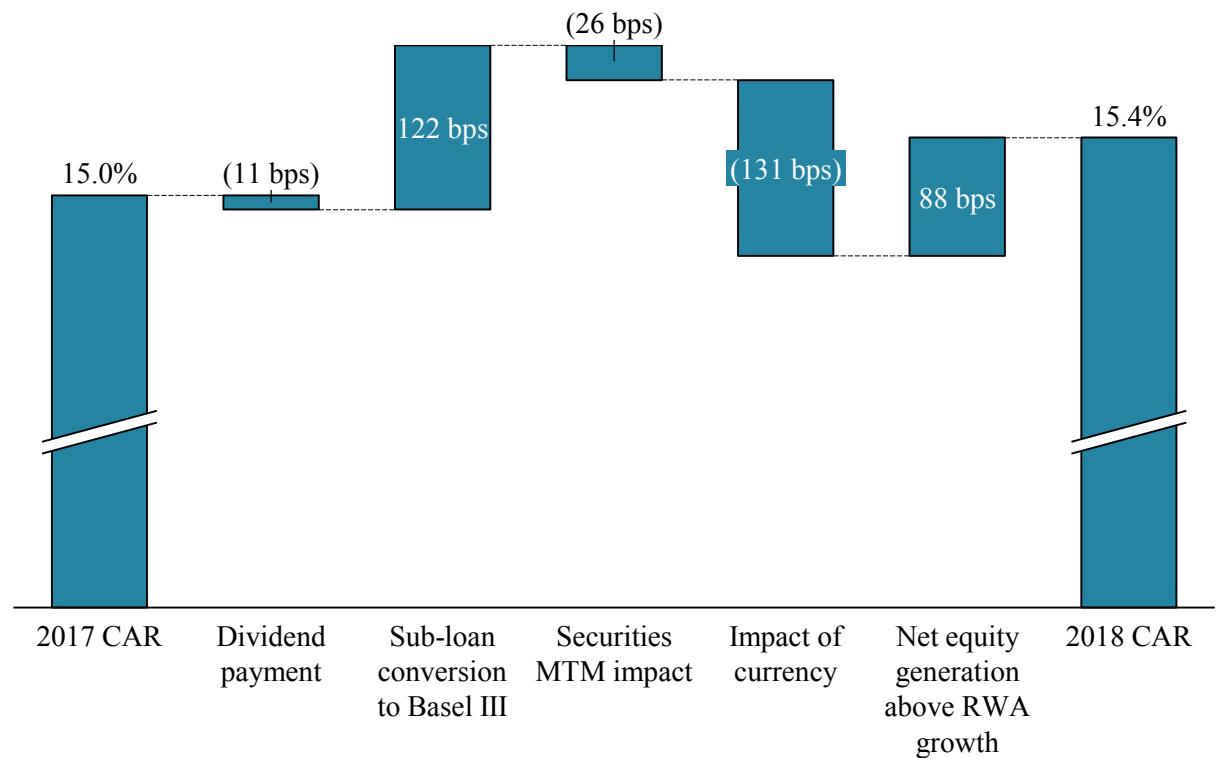 (26 bps)
122 bps
15.4%
15.0%
(11 bps)
(131 bps)
88 bps
2017 CAR
Dividend
payment
Sub-loan
conversion
to Basel III
Securities
MTM impact
Impact of
currency
Net equity
generation
above RWA
growth
2018 CAR